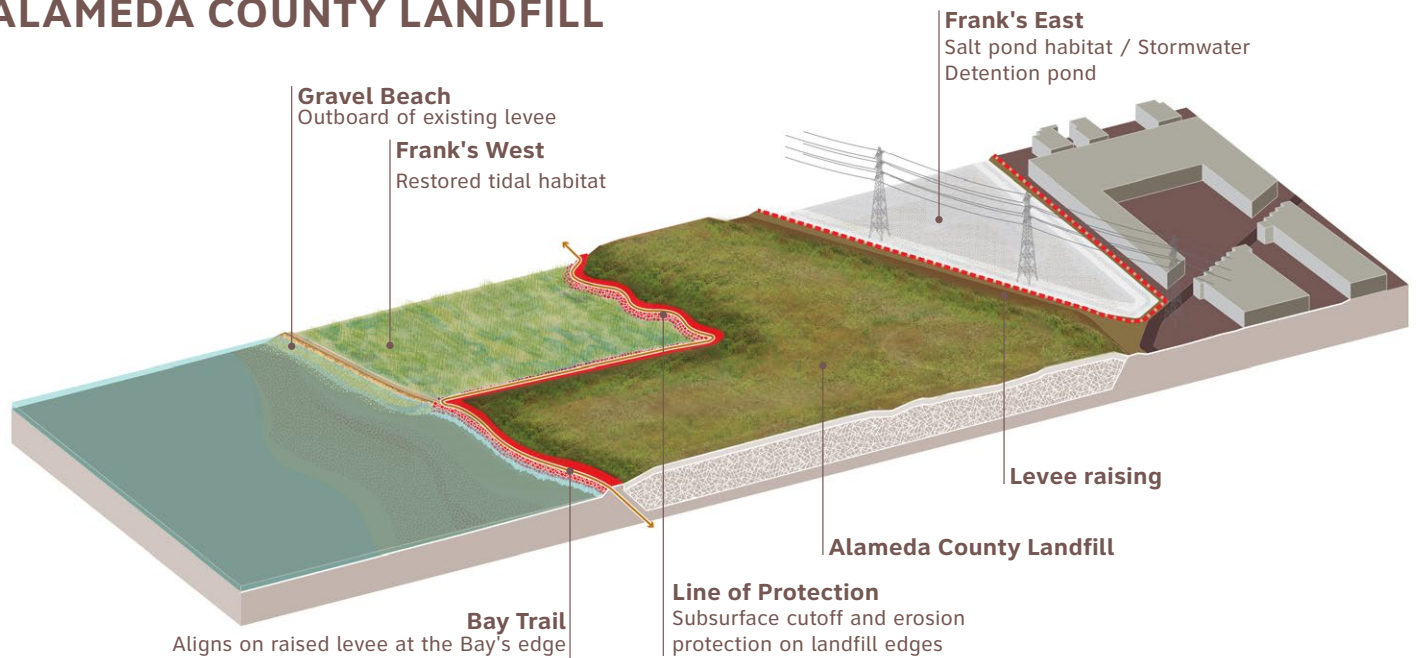 ALAMEDA COUNTY LANDFILL
Frank's East
Salt pond habitat / Stormwater
Detention pond
Gravel Beach
Outboard of existing levee
Frank's West
Restored tidal habitat
Levee raising
Alameda County Landfill
Line of Protection
Subsurface cutoff and erosion
protection on landfill edges
Bay Trail
Aligns on raised levee at the Bay's edge